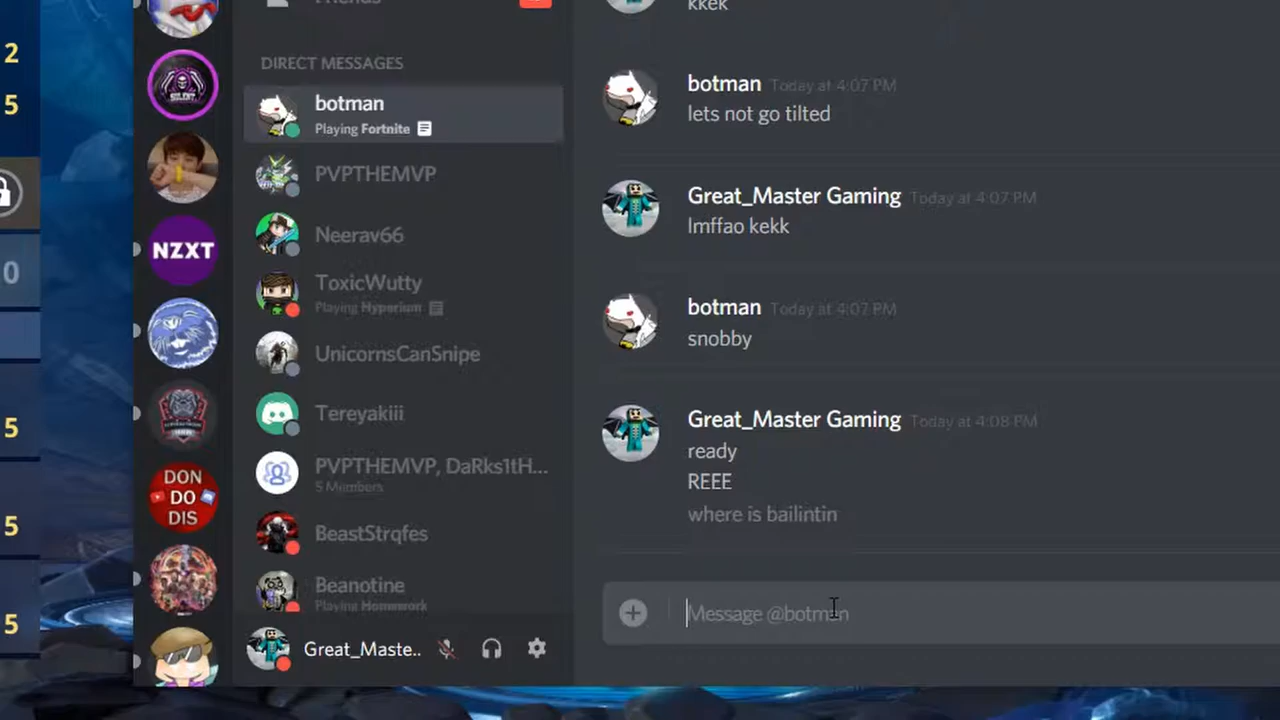 2
5
0
5
5
5
SILENT
NZXT
DON
DO
DIS
Friends
DIRECT MESSAGES
botman
Playing Fortnite
PVPTHEMVP
Neerav66
ToxicWutty
Playing Hyperium
UnicornsCanSnipe
Tereyakiii
PVPTHEMVP, DaRks1tH...
5 Members
BeastStrqfes
Beanotine
Playing Homework
Great_Maste..
kkek
botman Today at 4:07 PM
lets not go tilted
Great_Master Gaming Today at 4:07 PM
lmffao kekk
botman Today at 4:07 PM
snobby
Great_Master Gaming Today at 4:08 PM
ready
REEE
where is bailintin
Message @botman